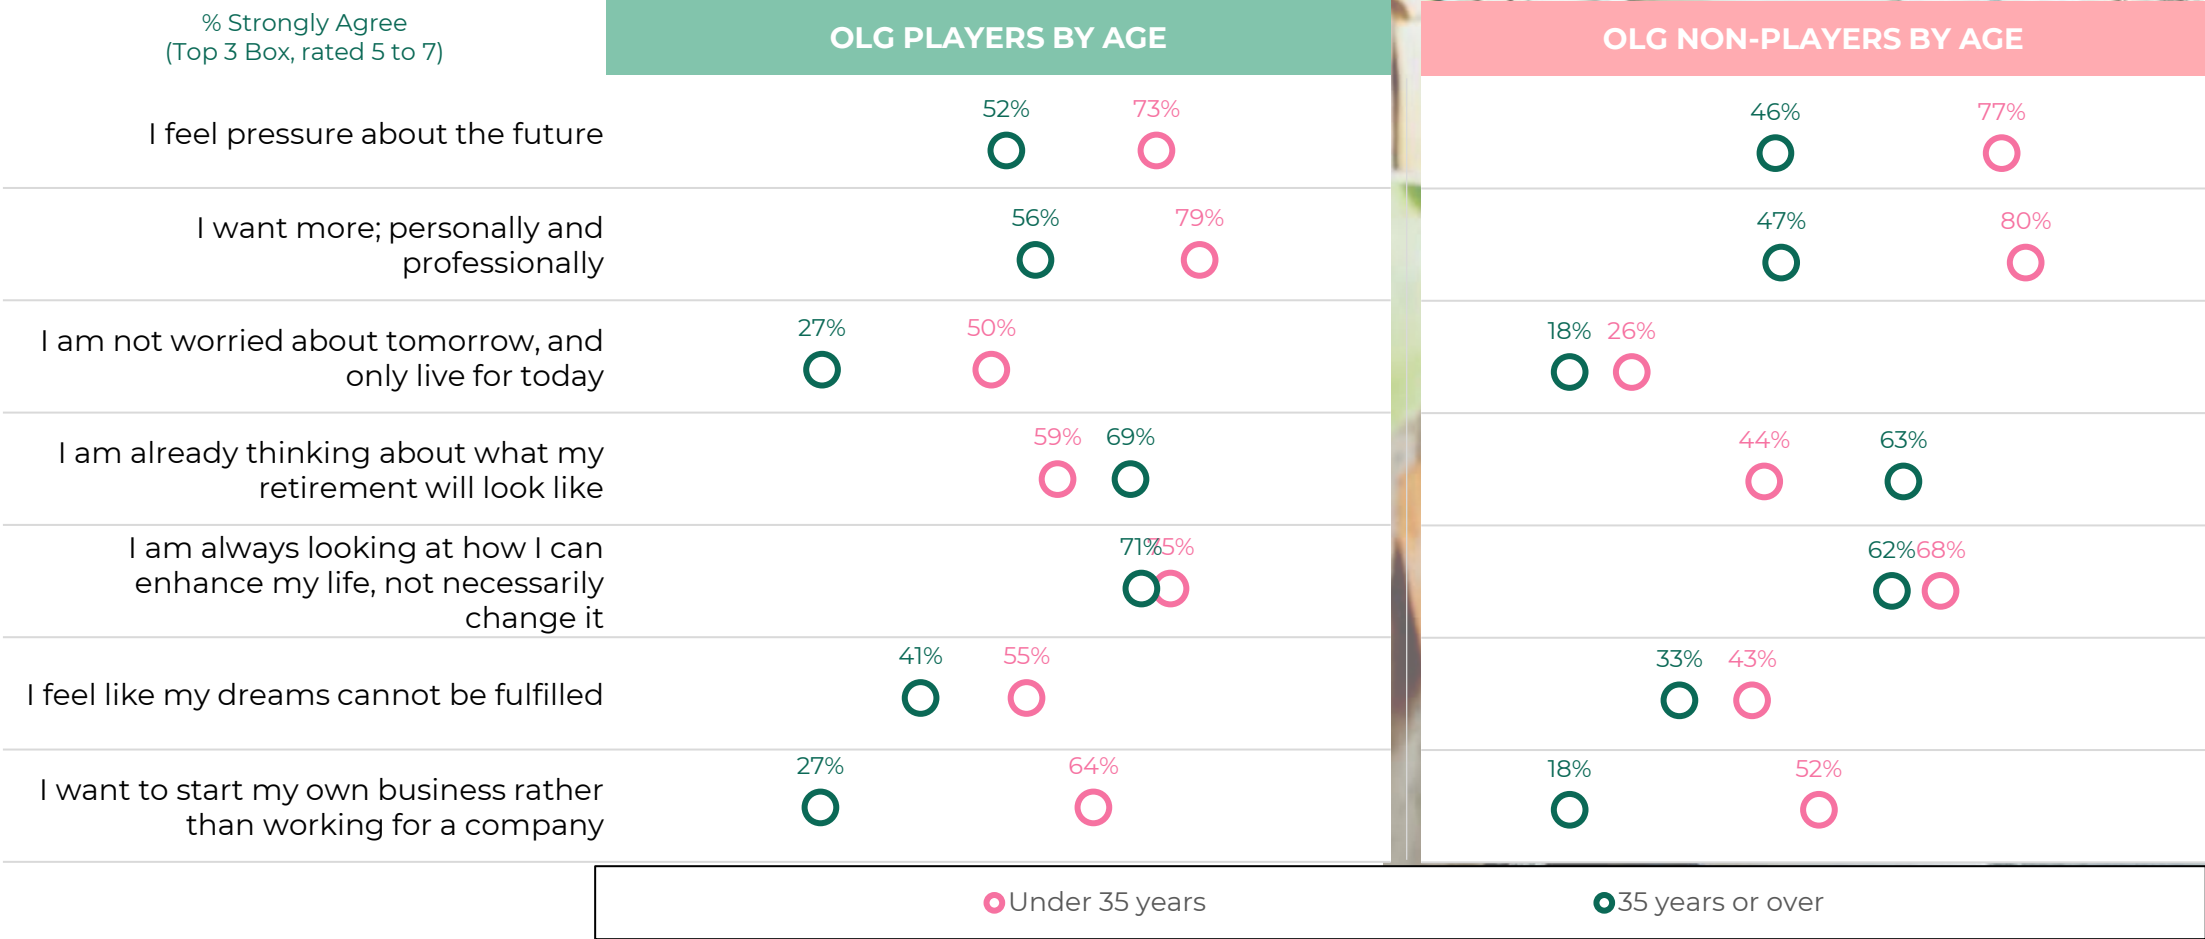 % Strongly Agree
(Top 3 Box, rated 5 to 7)
OLG PLAYERS BY AGE
OLG NON-PLAYERS BY AGE
I feel pressure about the future
52% 73%
46% 77%
I want more; personally and
professionally
56% 79%
47% 80%
I am not worried about tomorrow, and
only live for today
27% 50%
18% 26%
I am already thinking about what my
retirement will look like
59% 69%
44% 63%
I am always looking at how I can
enhance my life, not necessarily
change it
71% 75%
62% 68%
I feel like my dreams cannot be fulfilled
41% 55%
33% 43%
I want to start my own business rather
than working for a company
27% 64%
18% 52%
Under 35 years
35 years or over